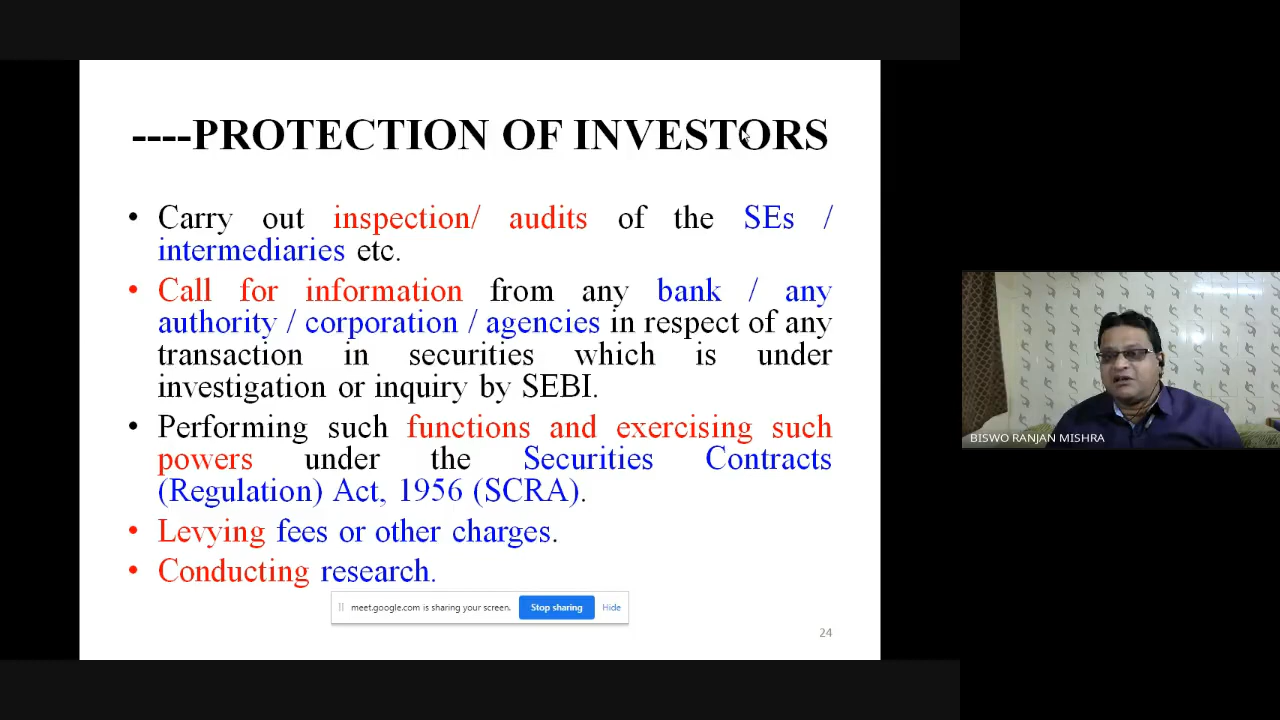 ----PROTECTION OF INVESTORS
• Carry out inspection/ audits of the SEs /
intermediaries etc.
• Call for information from any bank / any
authority / corporation / agencies in respect of any
transaction in securities which is under
investigation or inquiry by SEBI.
• Performing such functions and exercising such
powers under the Securities Contracts
(Regulation) Act, 1956 (SCRA).
• Levying fees or other charges.
• Conducting research.
meet.google.com is sharing your screen. Stop sharing Hide
24
BISWO RANJAN MISHRA